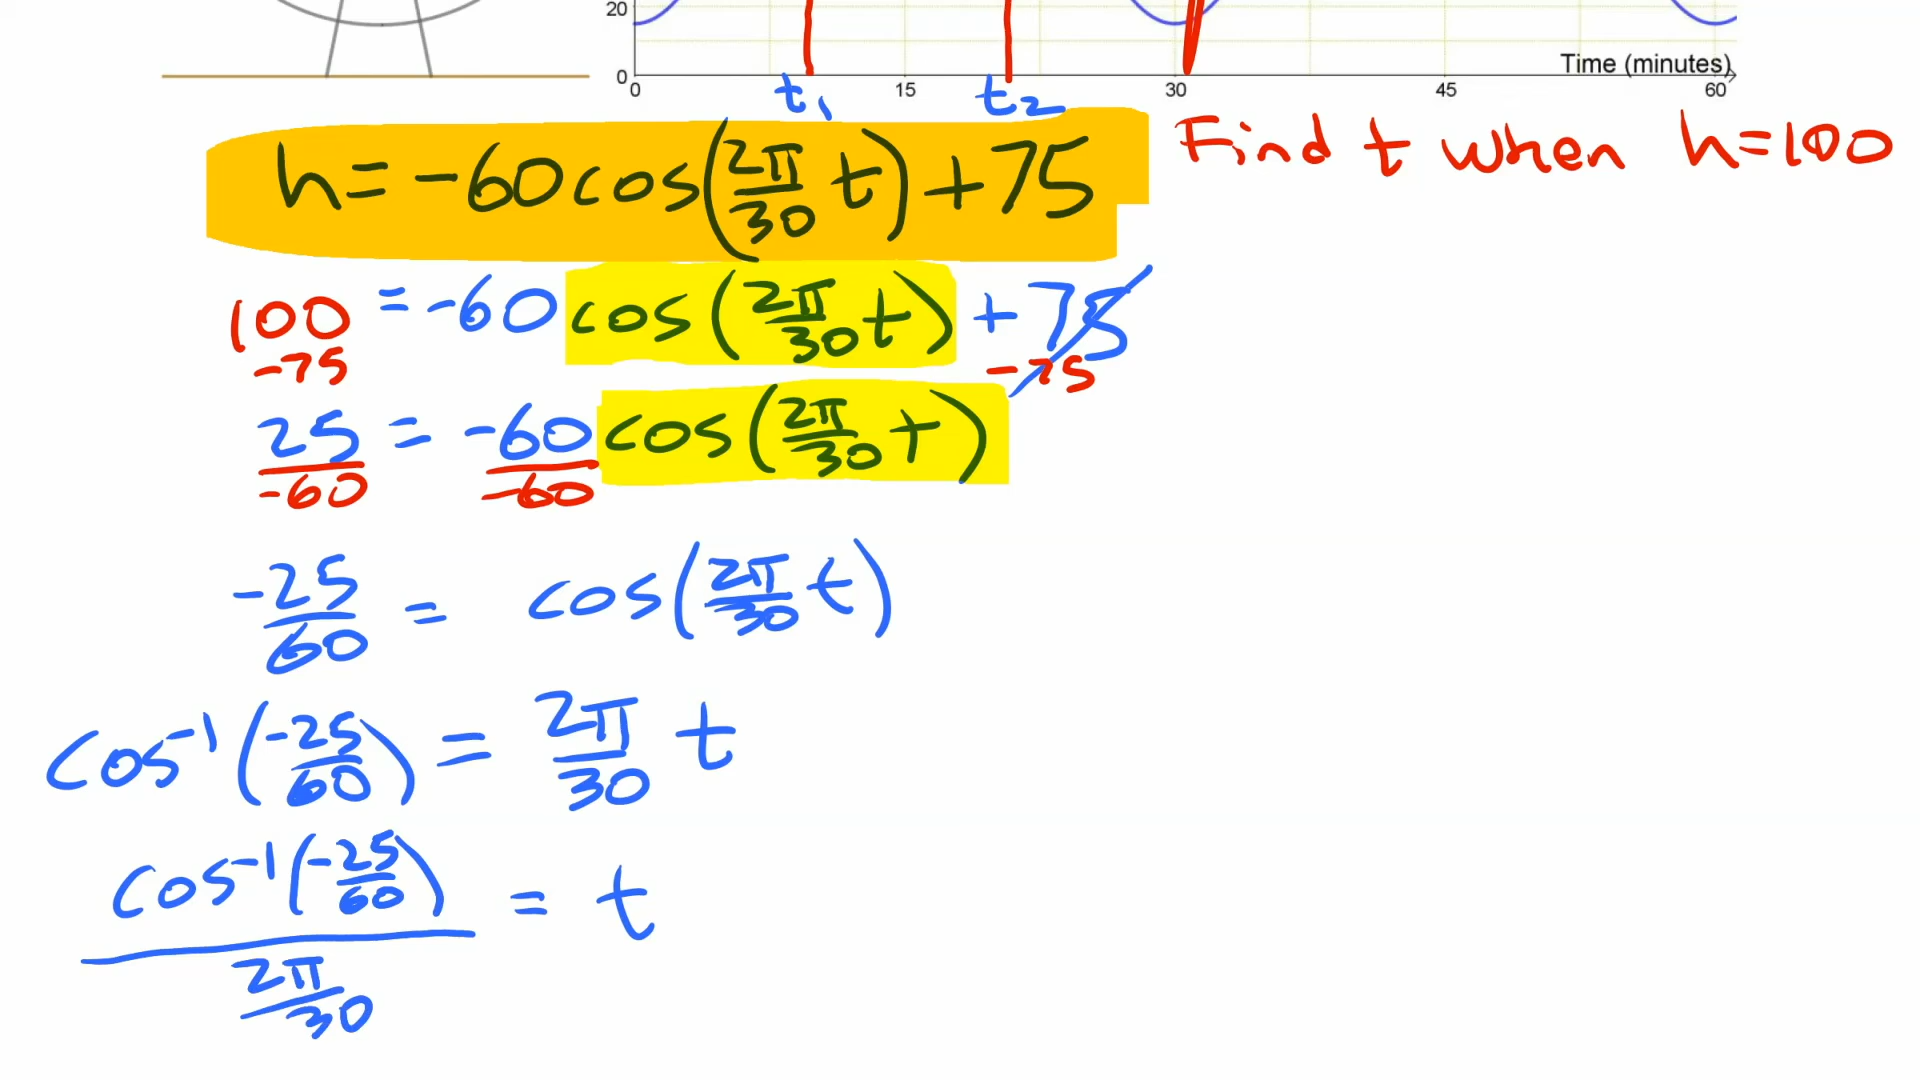 20
0
Time (minutes)
0 15 30 45 60
t₁ t₂
Find t when h=100
h = -60cos(2π/30 t) + 75
100 = -60 cos(2π/30 t) + 75
-75 -75
25 = -60 cos(2π/30 t)
-60 -60
-25/60 = cos(2π/30 t)
cos⁻¹(-25/60) = 2π/30 t
cos⁻¹(-25/60) = t
2π/30